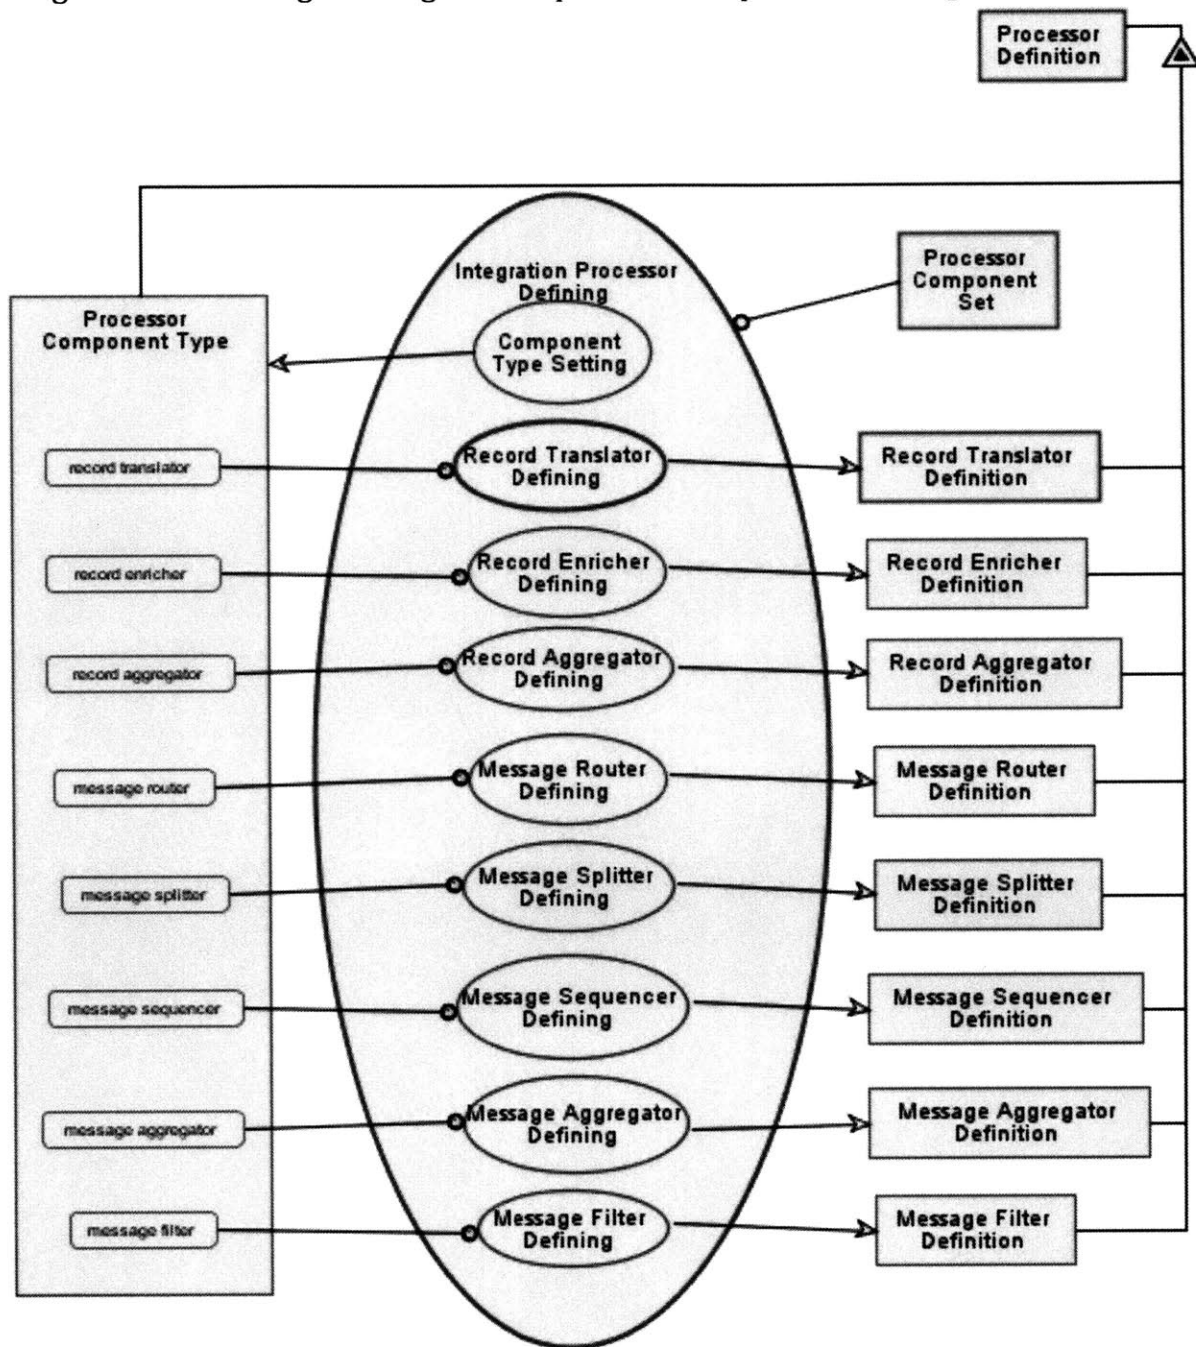 Processor
Definition
Integration Processor
Defining
Processor
Component
Set
Processor
Component Type
Component
Type Setting
record translator
Record Translator
Defining
Record Translator
Definition
record enricher
Record Enricher
Defining
Record Enricher
Definition
record aggregator
Record Aggregator
Defining
Record Aggregator
Definition
message router
Message Router
Defining
Message Router
Definition
message splitter
Message Splitter
Defining
Message Splitter
Definition
message sequencer
Message Sequencer
Defining
Message Sequencer
Definition
message aggregator
Message Aggregator
Defining
Message Aggregator
Definition
message filter
Message Filter
Defining
Message Filter
Definition